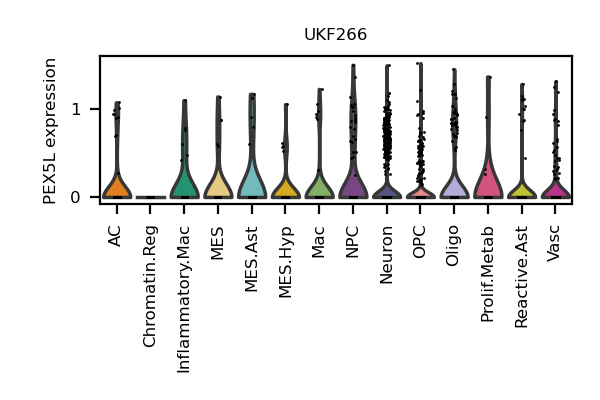 UKF266
PEX5L expression
1
0
AC
Chromatin.Reg
Inflammatory.Mac
MES
MES.Ast
MES.Hyp
Mac
NPC
Neuron
OPC
Oligo
Prolif.Metab
Reactive.Ast
Vasc